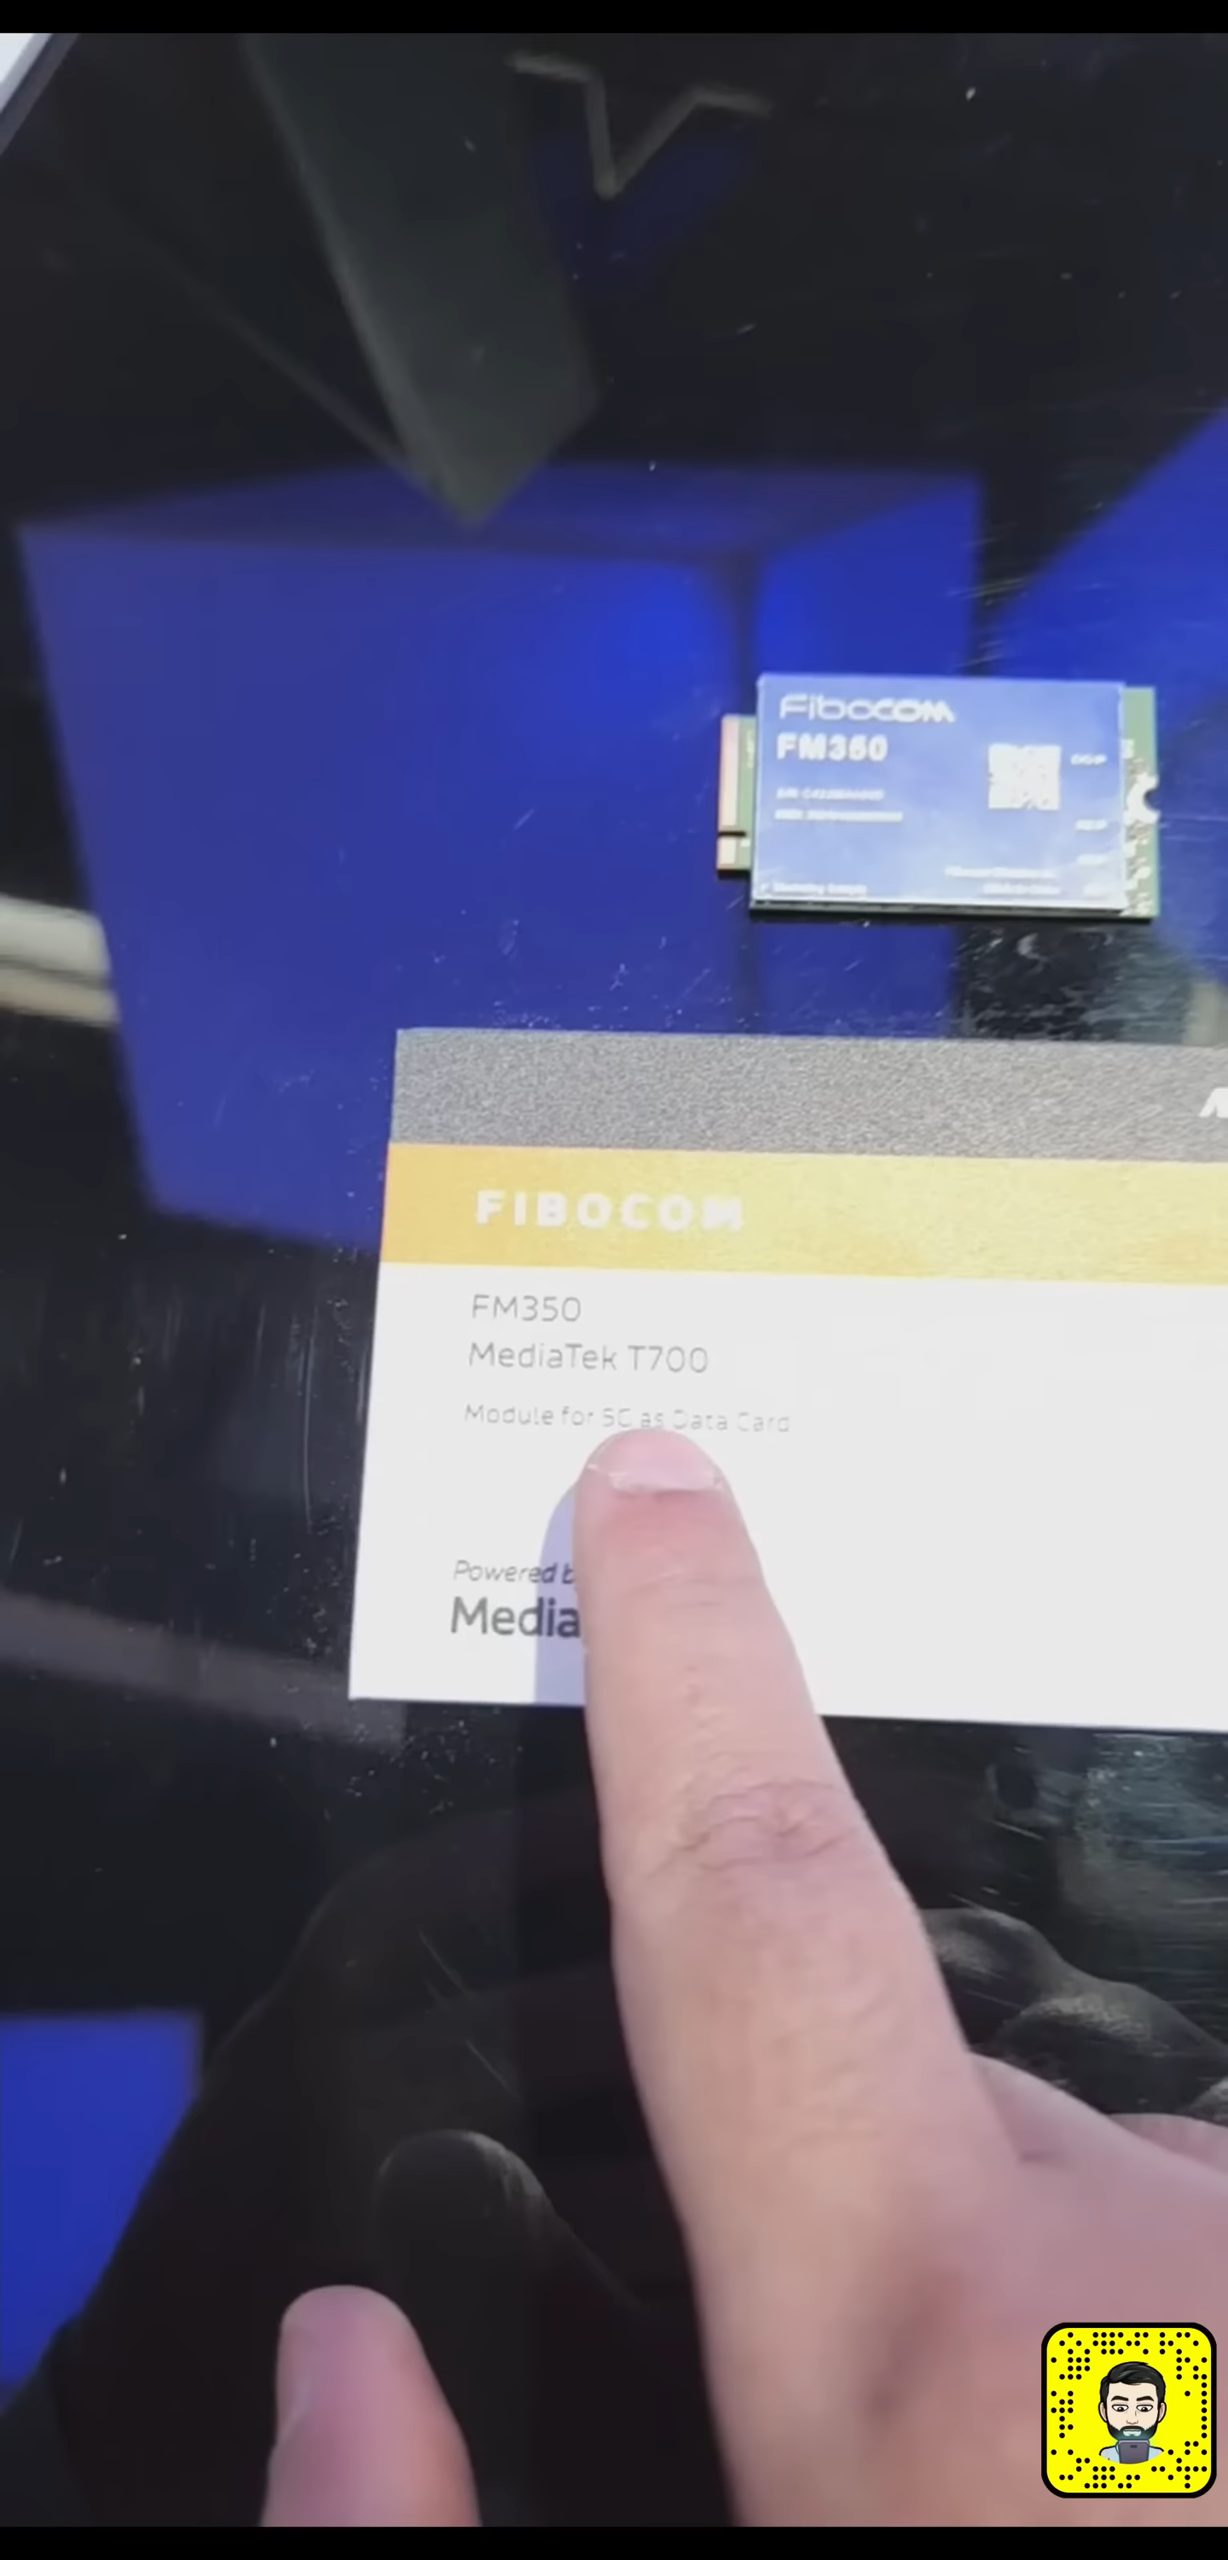 Fibocom
FM350
FIBOCOM
FM350
MediaTek T700
Module for 5G as Data Card
Powered b
Media